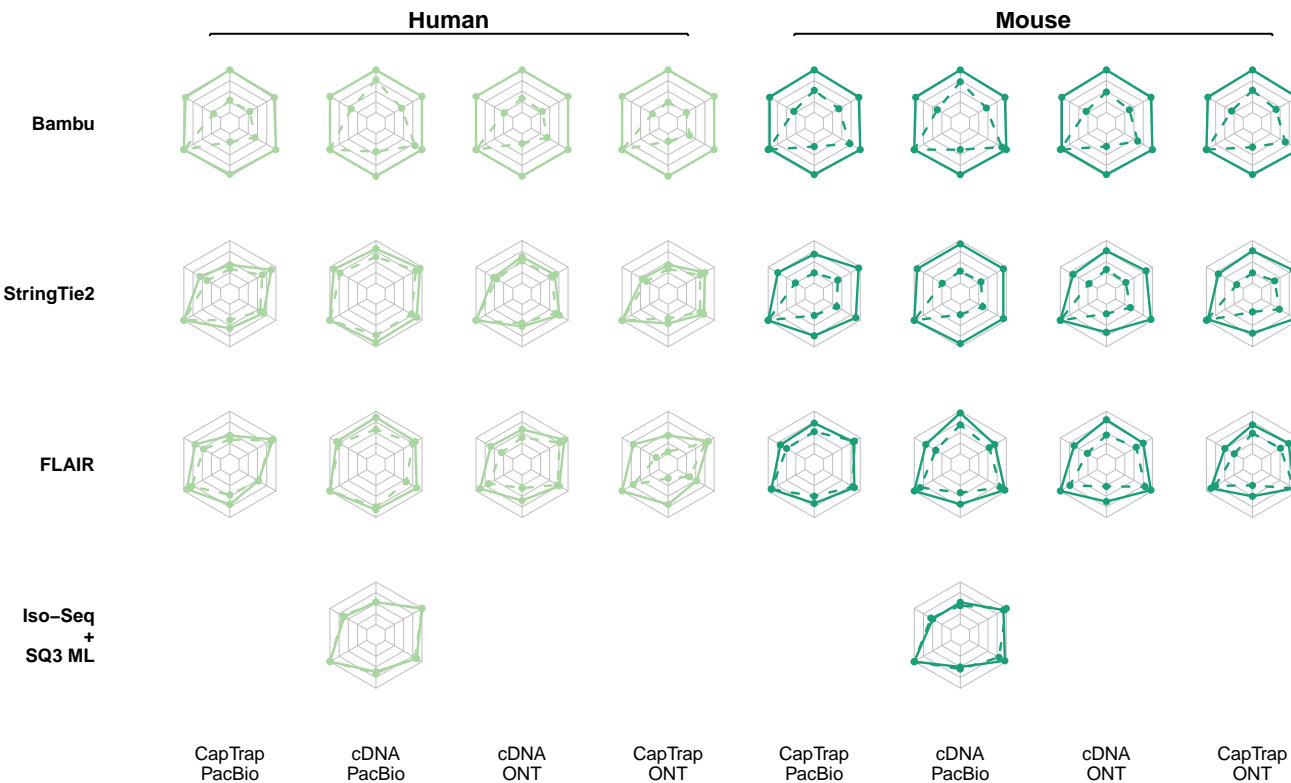 Human
Mouse
Bambu
StringTie2
FLAIR
Iso−Seq
+
SQ3 ML
CapTrap
PacBio
cDNA
PacBio
cDNA
ONT
CapTrap
ONT
CapTrap
PacBio
cDNA
PacBio
cDNA
ONT
CapTrap
ONT